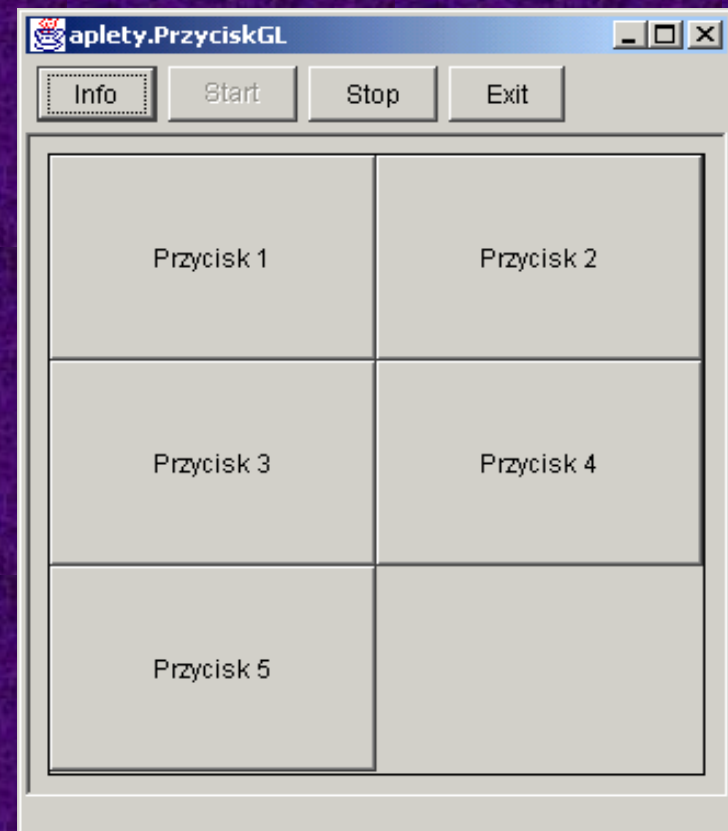 aplety.PrzyciskGL
Info Start Stop Exit
Przycisk 1 Przycisk 2
Przycisk 3 Przycisk 4
Przycisk 5